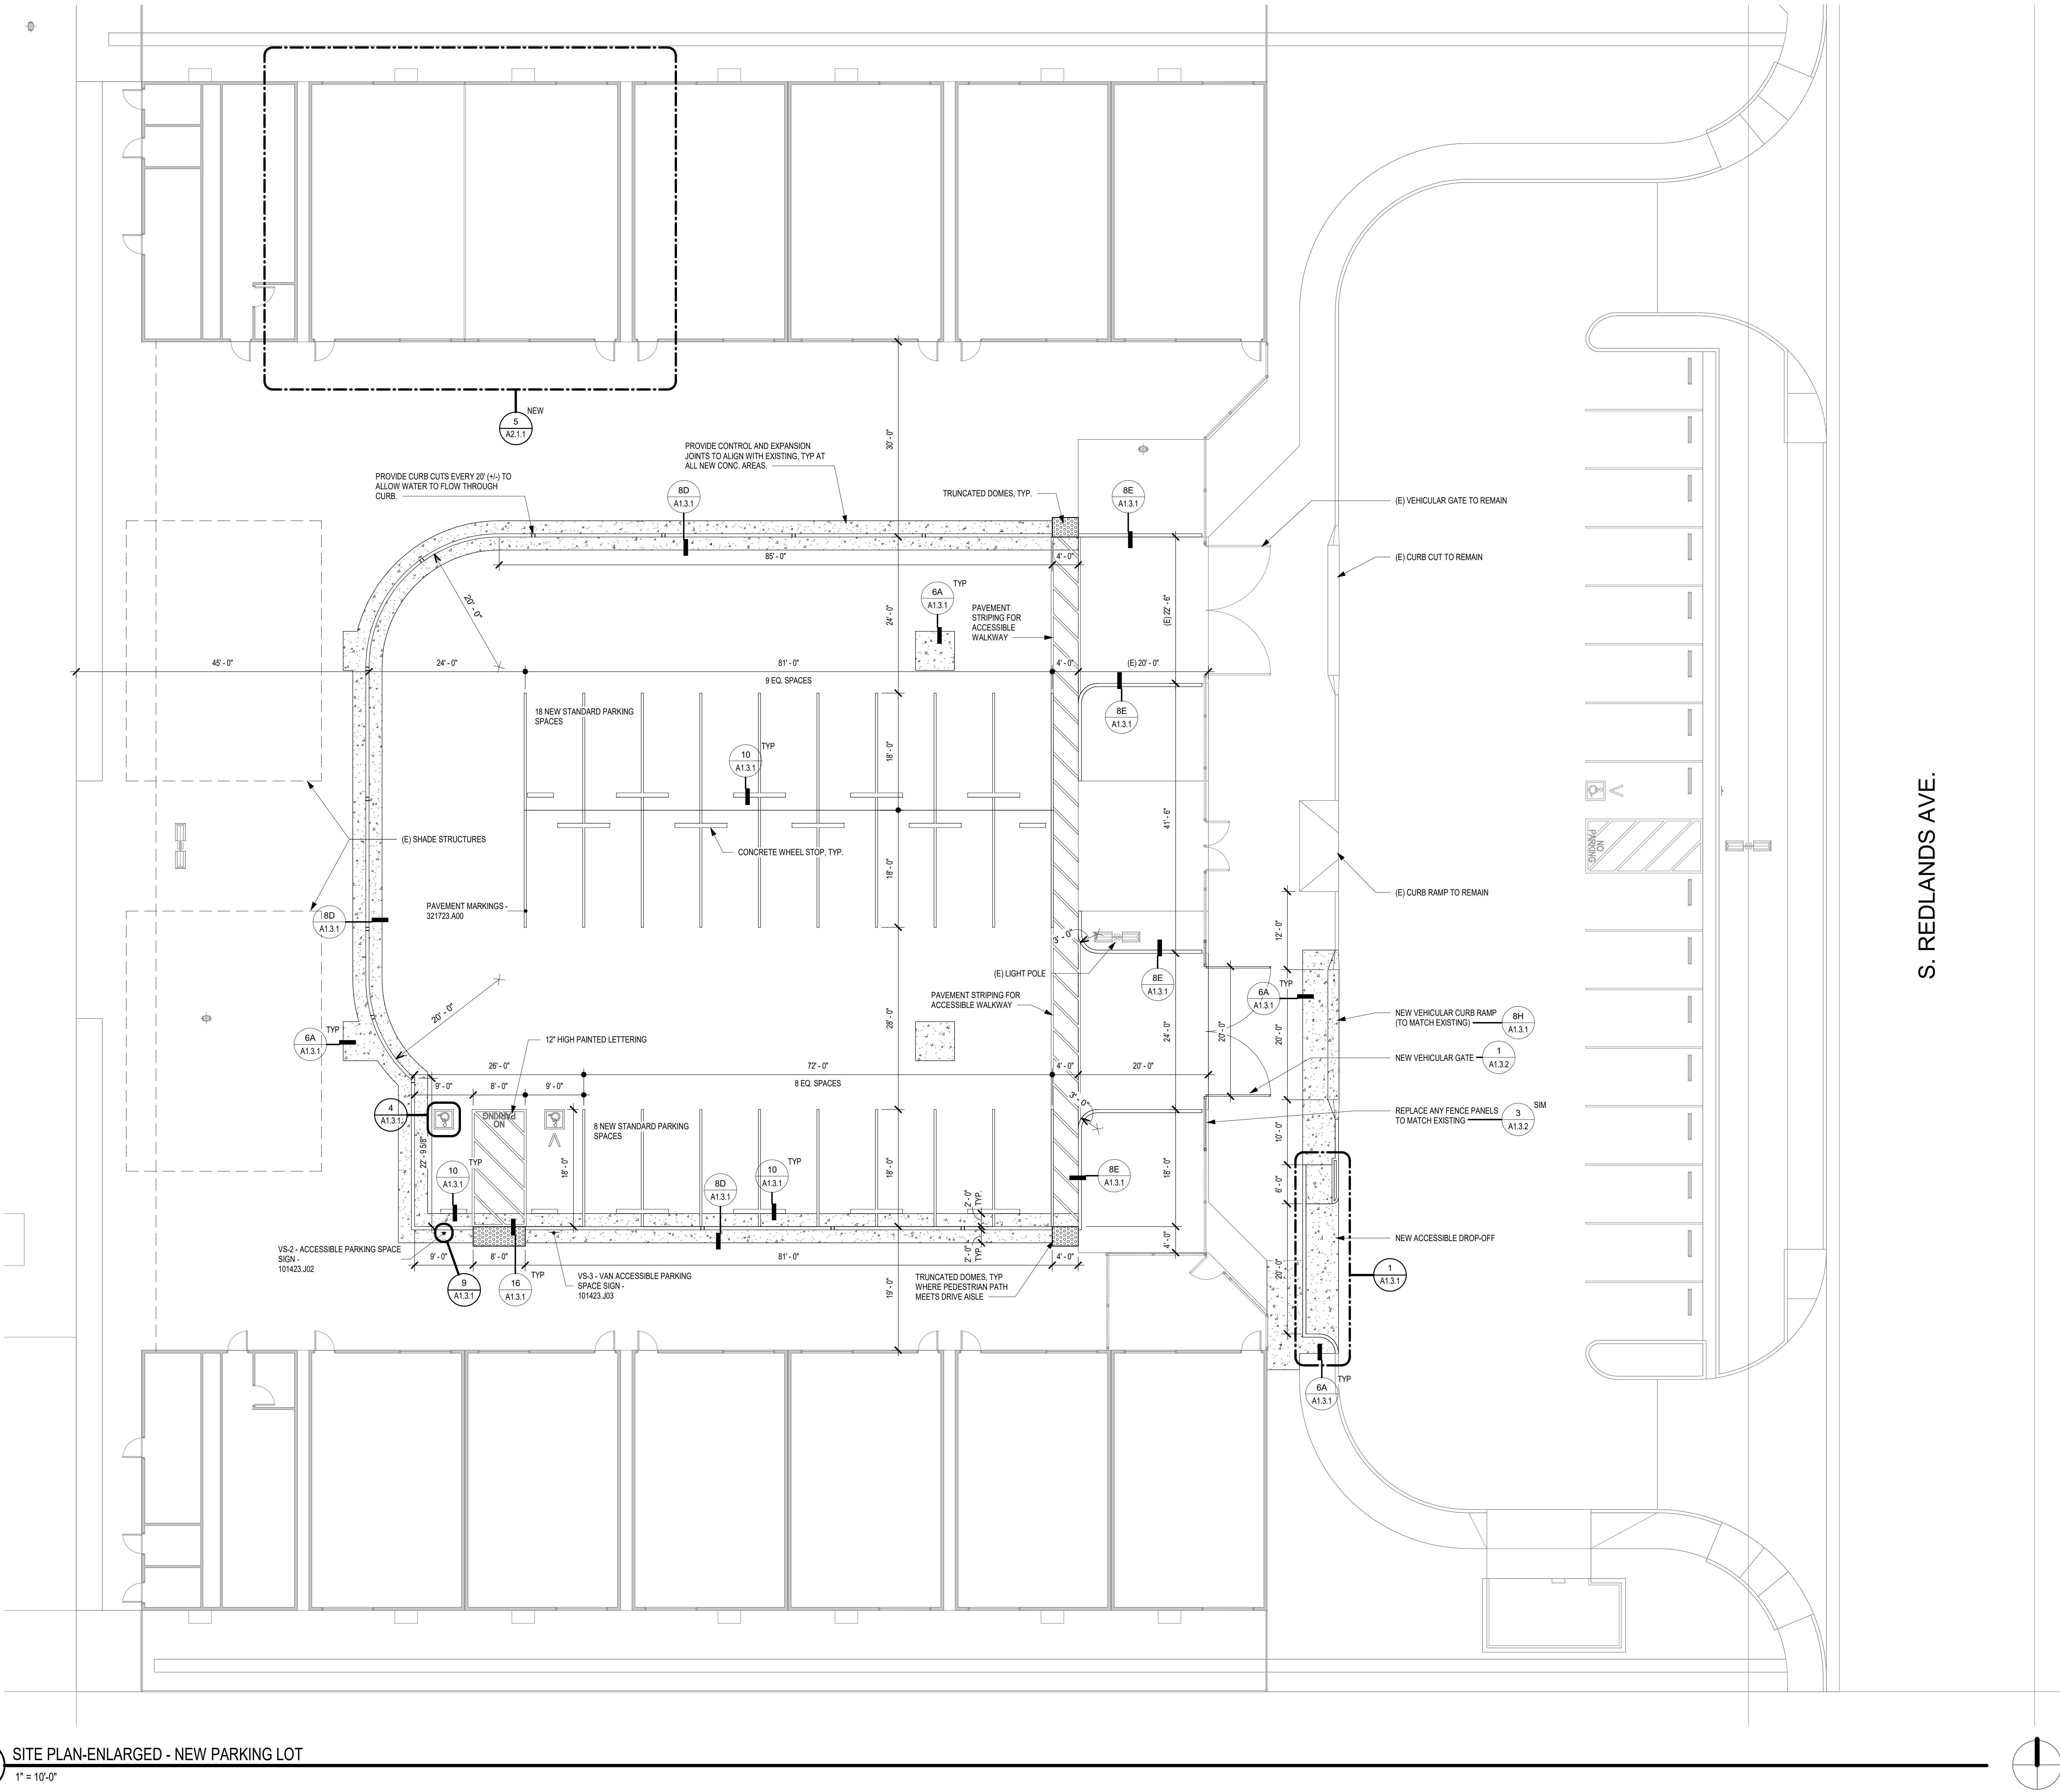 NEW
5
A2.1.1
30' - 0"
PROVIDE CONTROL AND EXPANSION
JOINTS TO ALIGN WITH EXISTING, TYP AT
ALL NEW CONC. AREAS.
PROVIDE CURB CUTS EVERY 20' (+/-) TO
ALLOW WATER TO FLOW THROUGH
CURB.
8D
A1.3.1
TRUNCATED DOMES, TYP.
8E
A1.3.1
(E) VEHICULAR GATE TO REMAIN
(E) CURB CUT TO REMAIN
85' - 0"
4' - 0"
20' - 0"
6A
A1.3.1
TYP
24' - 0"
PAVEMENT
STRIPING FOR
ACCESSIBLE
WALKWAY
(E) 22' - 6"
45' - 0"
24' - 0"
81' - 0"
4' - 0"
(E) 20' - 0"
9 EQ. SPACES
18 NEW STANDARD PARKING
SPACES
8E
A1.3.1
10
A1.3.1
TYP
18' - 0"
41' - 6"
(E) SHADE STRUCTURES
CONCRETE WHEEL STOP, TYP.
18' - 0"
NO
PARKING
S. REDLANDS AVE.
(E) CURB RAMP TO REMAIN
PAVEMENT MARKINGS -
321723.A00
8D
A1.3.1
12' - 0"
3' - 0"
(E) LIGHT POLE
8E
A1.3.1
6A
A1.3.1
TYP
PAVEMENT STRIPING FOR
ACCESSIBLE WALKWAY
20' - 0"
28' - 0"
24' - 0"
20' - 0"
20' - 0"
NEW VEHICULAR CURB RAMP
(TO MATCH EXISTING)
8H
A1.3.1
6A
A1.3.1
TYP
12" HIGH PAINTED LETTERING
NEW VEHICULAR GATE
1
A1.3.2
26' - 0"
72' - 0"
4' - 0"
20' - 0"
9' - 0"
8' - 0"
9' - 0"
8 EQ. SPACES
3' - 0"
4
A1.3.1
NO
PARKING
8 NEW STANDARD PARKING
SPACES
REPLACE ANY FENCE PANELS
TO MATCH EXISTING
3
A1.3.2
SIM
22' - 9 5/8"
10
A1.3.1
TYP
18' - 0"
8D
A1.3.1
10
A1.3.1
TYP
18' - 0"
2' - 0"
TYP.
8E
A1.3.1
18' - 0"
10' - 0"
6' - 0"
NEW ACCESSIBLE DROP-OFF
VS-2 - ACCESSIBLE PARKING SPACE
SIGN -
101423.J02
9' - 0"
8' - 0"
81' - 0"
2' - 0"
TYP.
4' - 0"
4' - 0"
20' - 0"
1
A1.3.1
9
A1.3.1
16
A1.3.1
TYP
VS-3 - VAN ACCESSIBLE PARKING
SPACE SIGN -
101423.J03
19' - 0"
TRUNCATED DOMES, TYP
WHERE PEDESTRIAN PATH
MEETS DRIVE AISLE
6A
A1.3.1
TYP
SITE PLAN-ENLARGED - NEW PARKING LOT
1" = 10'-0"